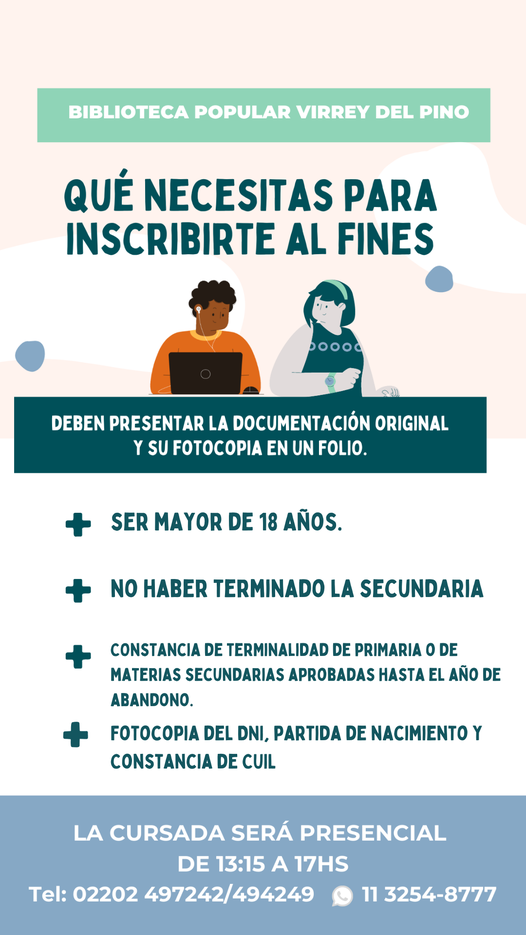 BIBLIOTECA POPULAR VIRREY DEL PINO
QUÉ NECESITAS PARA
INSCRIBIRTE AL FINES
DEBEN PRESENTAR LA DOCUMENTACIÓN ORIGINAL
Y SU FOTOCOPIA EN UN FOLIO.
SER MAYOR DE 18 AÑOS.
NO HABER TERMINADO LA SECUNDARIA
CONSTANCIA DE TERMINALIDAD DE PRIMARIA O DE
MATERIAS SECUNDARIAS APROBADAS HASTA EL AÑO DE
ABANDONO.
FOTOCOPIA DEL DNI, PARTIDA DE NACIMIENTO Y
CONSTANCIA DE CUIL
LA CURSADA SERÁ PRESENCIAL
DE 13:15 A 17HS
Tel: 02202 497242/494249 11 3254-8777